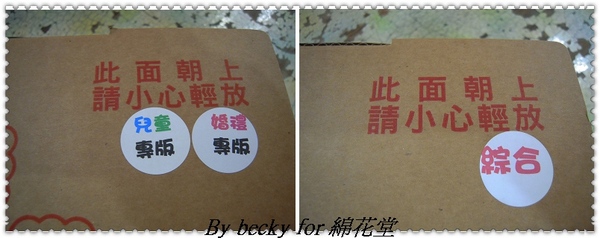 此面朝上
請小心輕放
兒童
專版
婚禮
專版
此面朝上
請小心輕放
綜合
By becky for 綿花堂